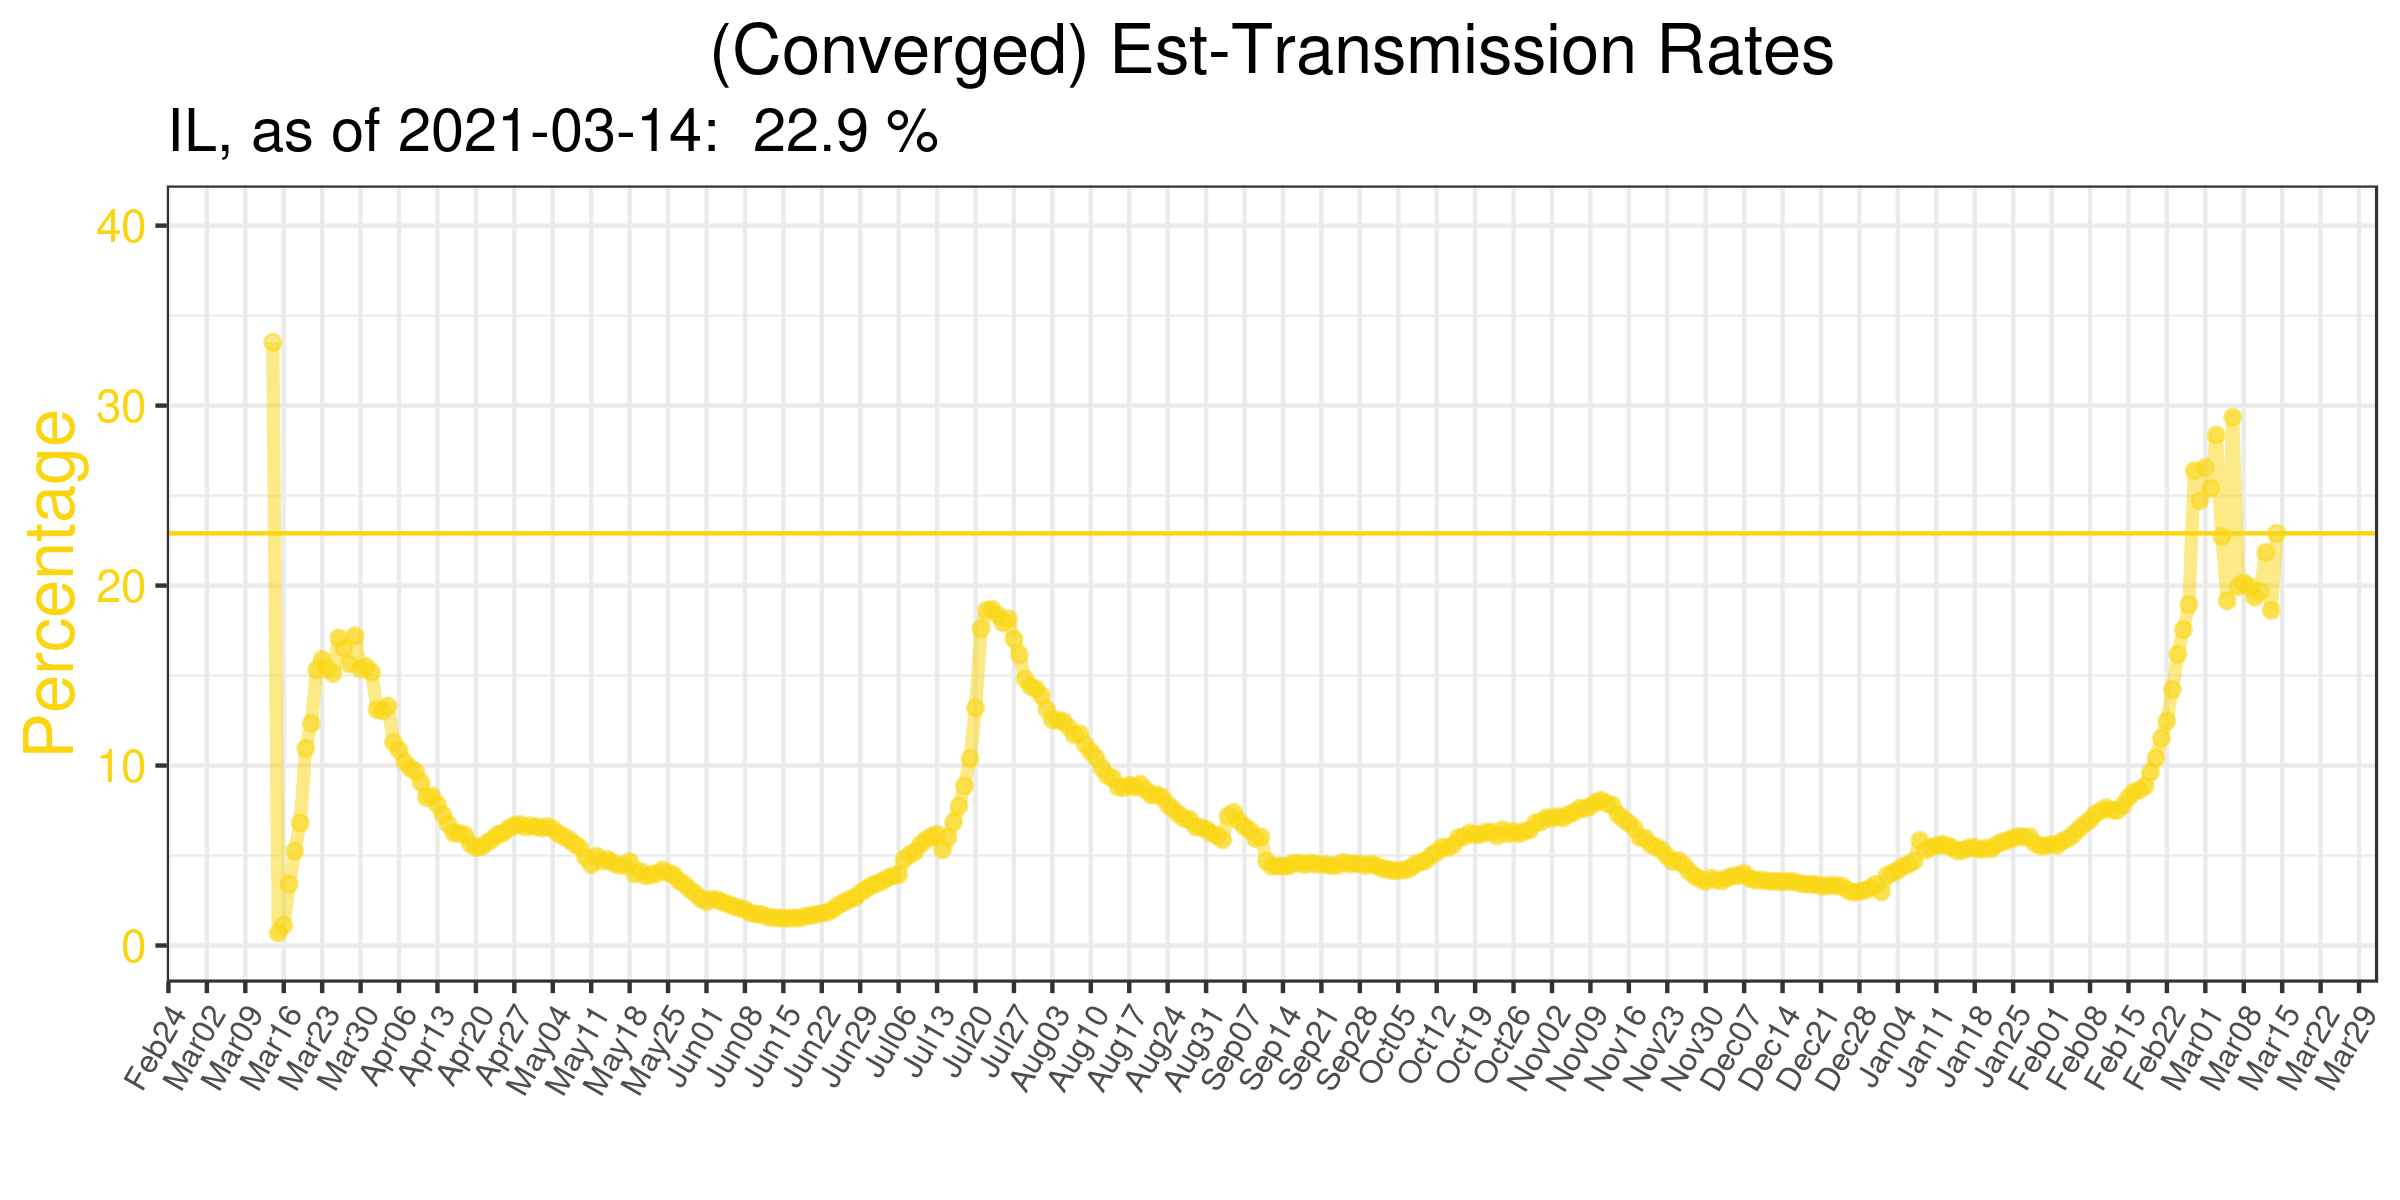 (Converged) Est-Transmission Rates
IL, as of 2021-03-14:  22.9 %
Percentage
40
30
20
10
0
Feb24
Mar02
Mar09
Mar16
Mar23
Mar30
Apr06
Apr13
Apr20
Apr27
May04
May11
May18
May25
Jun01
Jun08
Jun15
Jun22
Jun29
Jul06
Jul13
Jul20
Jul27
Aug03
Aug10
Aug17
Aug24
Aug31
Sep07
Sep14
Sep21
Sep28
Oct05
Oct12
Oct19
Oct26
Nov02
Nov09
Nov16
Nov23
Nov30
Dec07
Dec14
Dec21
Dec28
Jan04
Jan11
Jan18
Jan25
Feb01
Feb08
Feb15
Feb22
Mar01
Mar08
Mar15
Mar22
Mar29